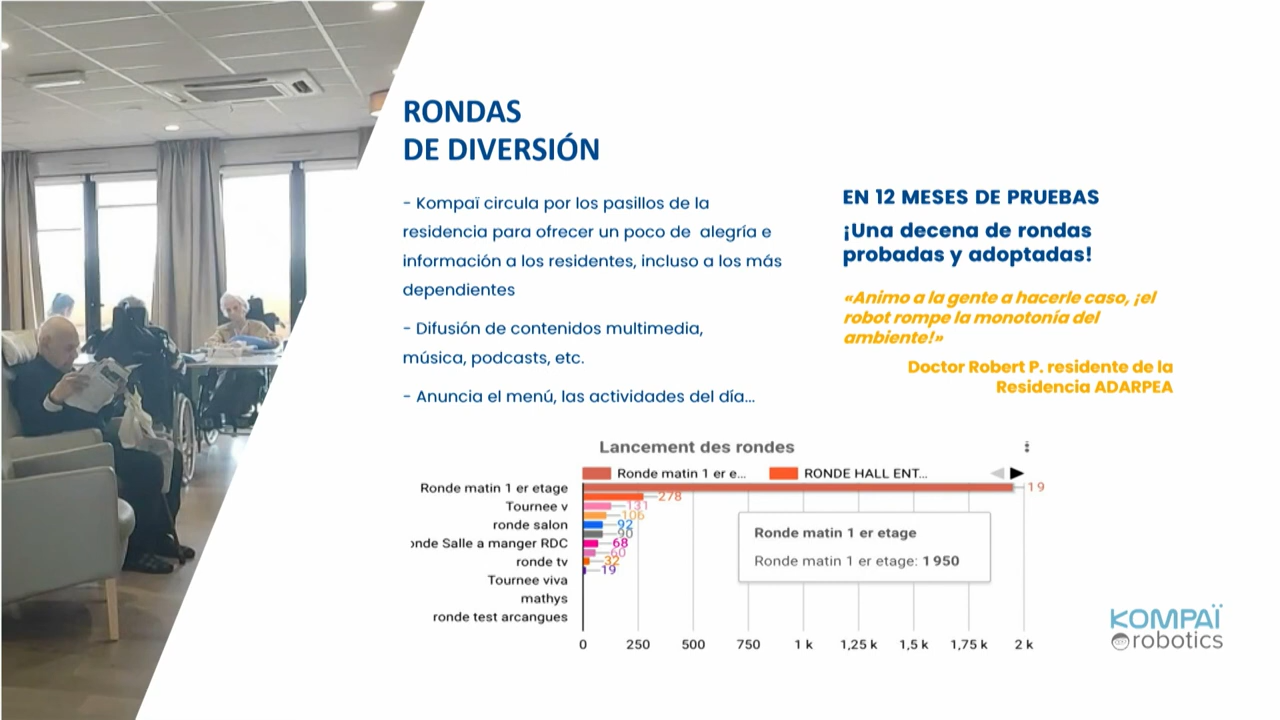 RONDAS
DE DIVERSIÓN
- Kompaï circula por los pasillos de la
residencia para ofrecer un poco de alegría e
información a los residentes, incluso a los más
dependientes
- Difusión de contenidos multimedia,
música, podcasts, etc.
- Anuncia el menú, las actividades del día...
EN 12 MESES DE PRUEBAS
¡Una decena de rondas
probadas y adoptadas!
«Animo a la gente a hacerle caso, ¡el
robot rompe la monotonía del
ambiente!»
Doctor Robert P. residente de la
Residencia ADARPEA
Lancement des rondes
Ronde matin 1 er e... RONDE HALL ENT...
Ronde matin 1 er etage 19
278
Tournee v 131
106
ronde salon 92
90
onde Salle a manger RDC 68
60
ronde tv 32
19
Tournee viva
mathys
ronde test arcangues
Ronde matin 1 er etage
Ronde matin 1 er etage: 1 950
0 250 500 750 1 k 1,25 k 1,5 k 1,75 k 2 k
KOMPAÏ
robotics